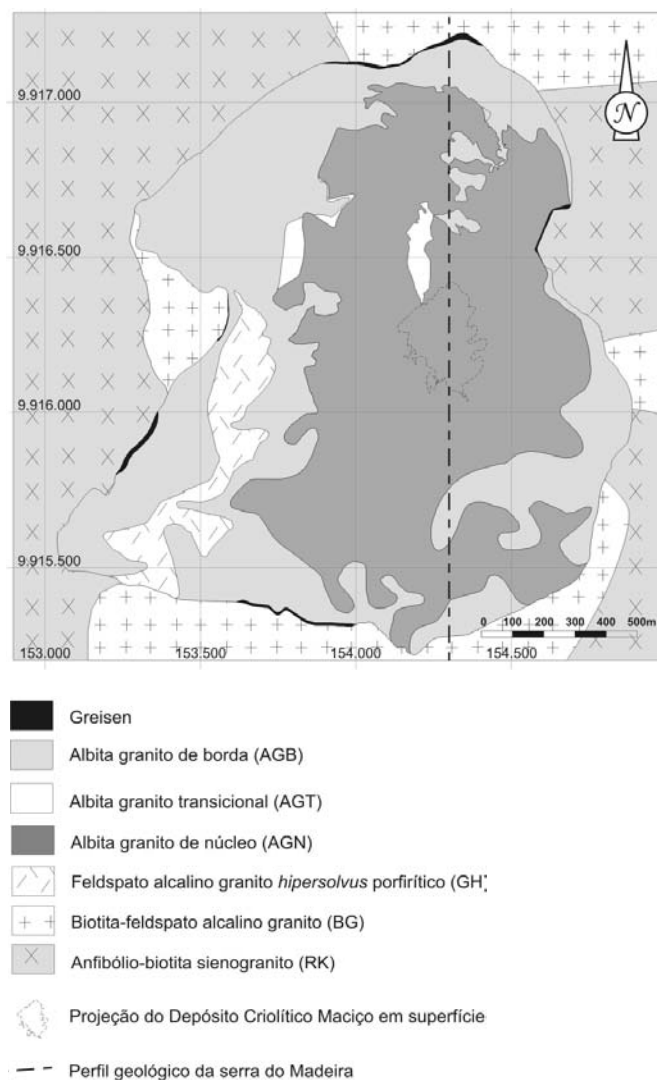 9.917.000
N
9.916.500
9.916.000
9.915.500
0 100 200 300 400 500m
153.000 153.500 154.000 154.500
Greisen
Albita granito de borda (AGB)
Albita granito transicional (AGT)
Albita granito de núcleo (AGN)
Feldspato alcalino granito hipersolvus porfirítico (GH)
Biotita-feldspato alcalino granito (BG)
Anfibólio-biotita sienogranito (RK)
Projeção do Depósito Criolítico Maciço em superfície
Perfil geológico da serra do Madeira